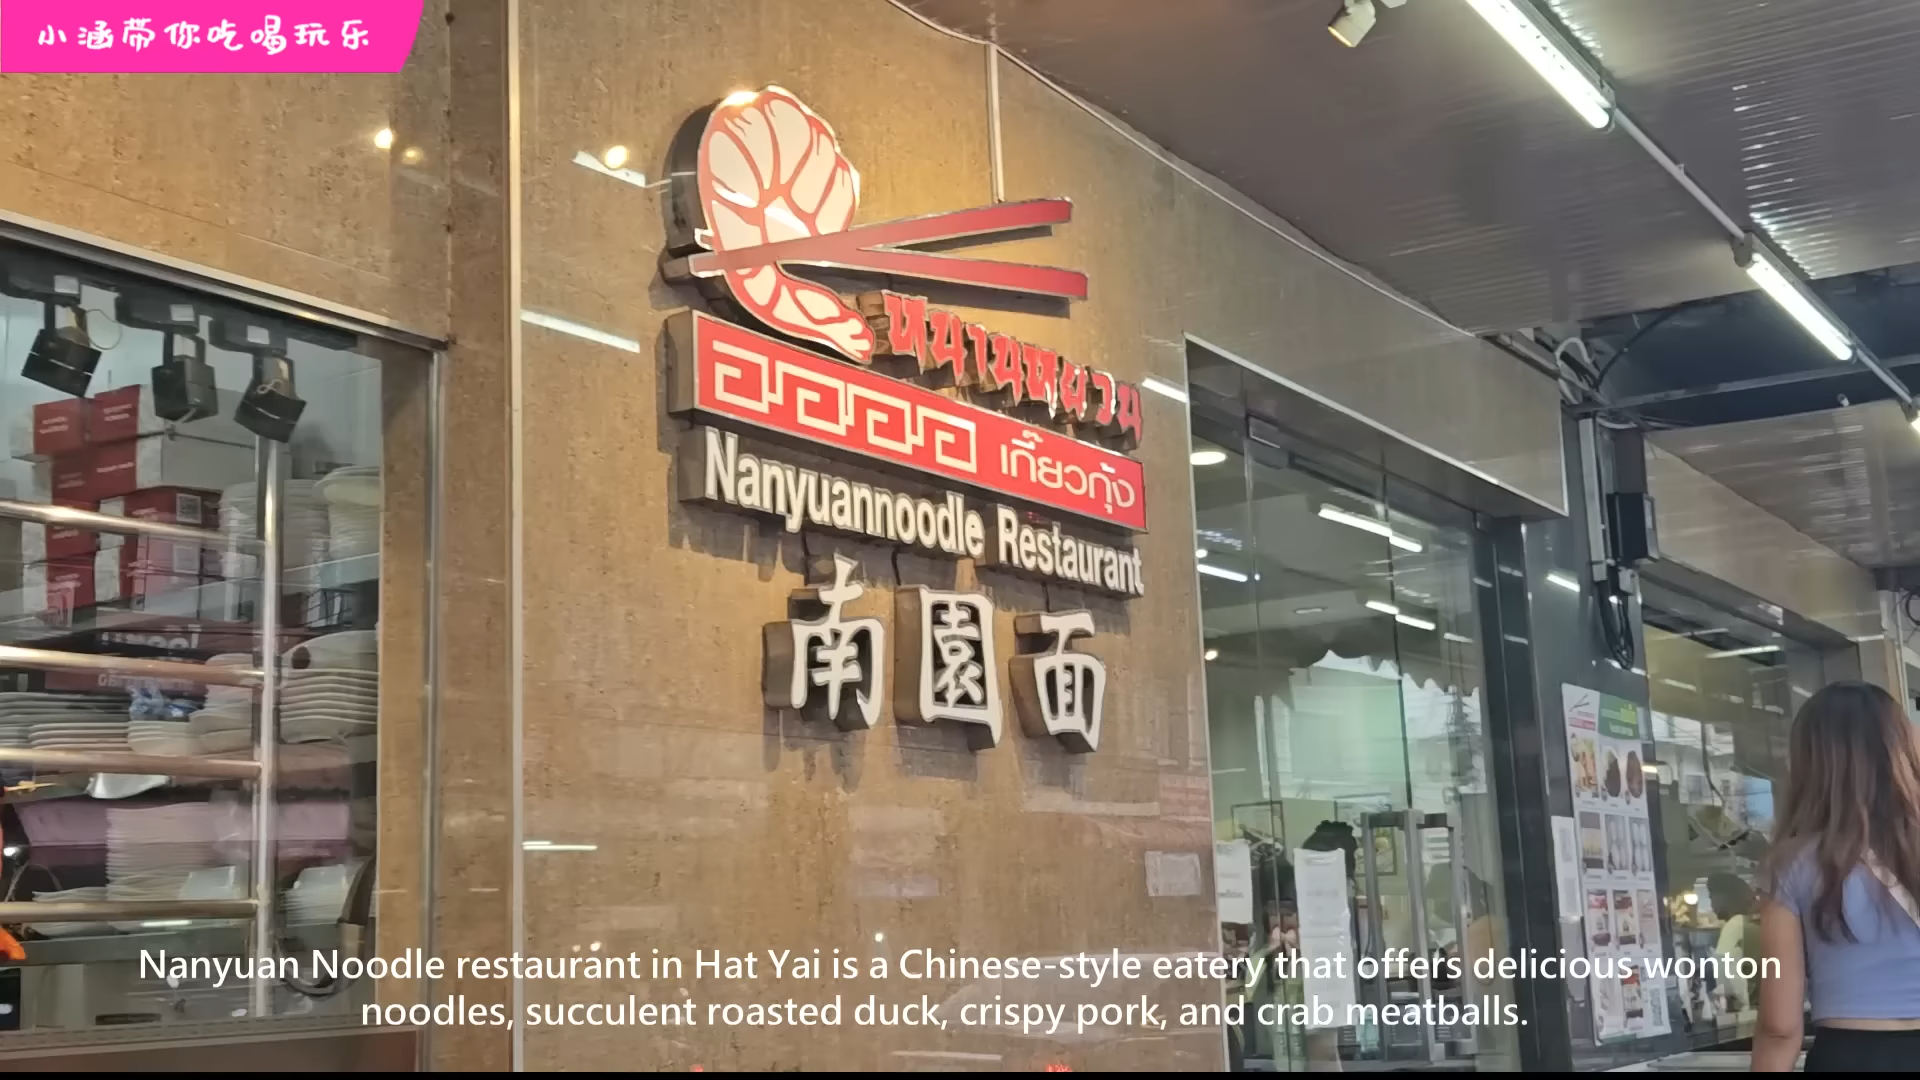 小涵带你吃喝玩乐
หนานหยวน
เกี๊ยวกุ้ง
Nanyuannoodle Restaurant
南園面
Nanyuan Noodle restaurant in Hat Yai is a Chinese-style eatery that offers delicious wonton
noodles, succulent roasted duck, crispy pork, and crab meatballs.